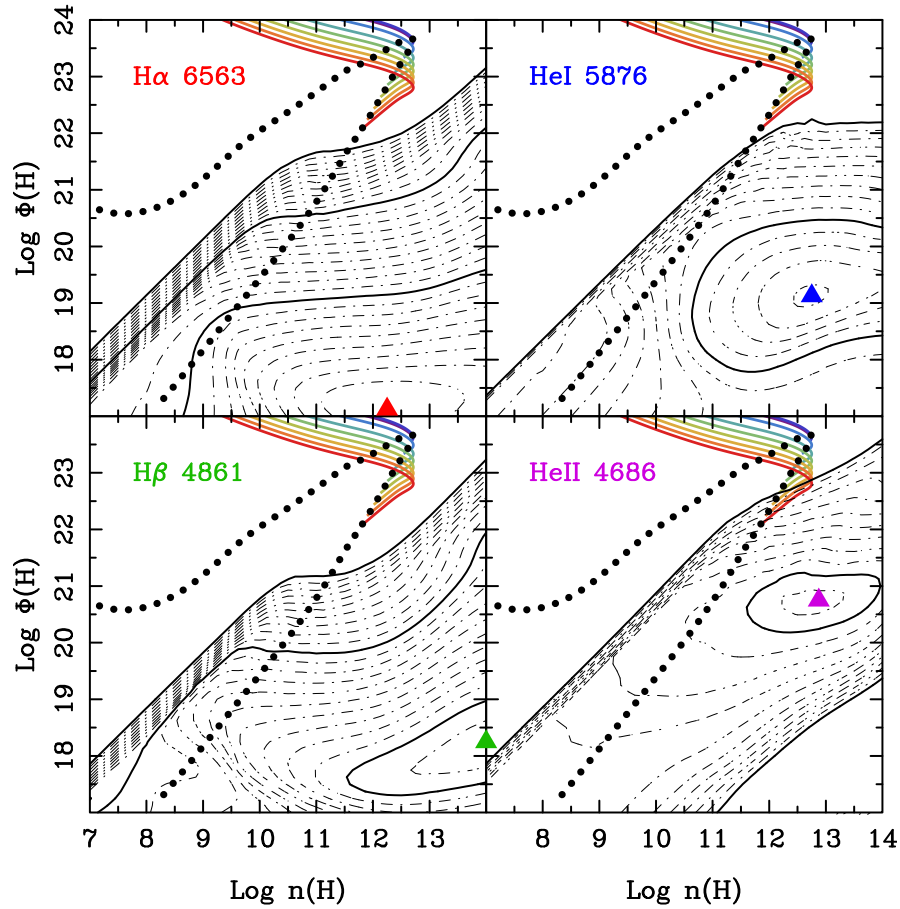 24
23
22
21
20
19
18
Log Φ(H)
Hα 6563
HeI 5876
23
22
21
20
19
18
Log Φ(H)
Hβ 4861
HeII 4686
7 8 9 10 11 12 13
8 9 10 11 12 13 14
Log n(H)
Log n(H)